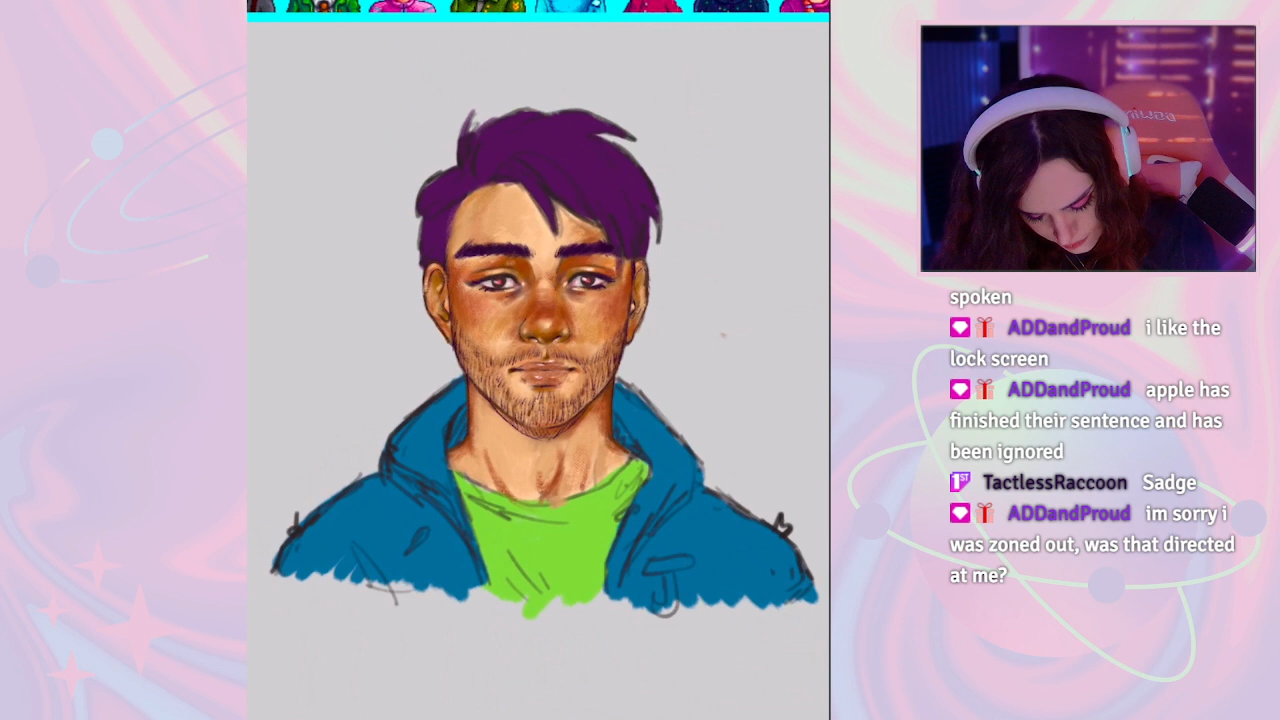 spoken
ADDandProud i like the
lock screen
ADDandProud apple has
finished their sentence and has
been ignored
1ST TactlessRaccoon Sadge
ADDandProud im sorry i
was zoned out, was that directed
at me?